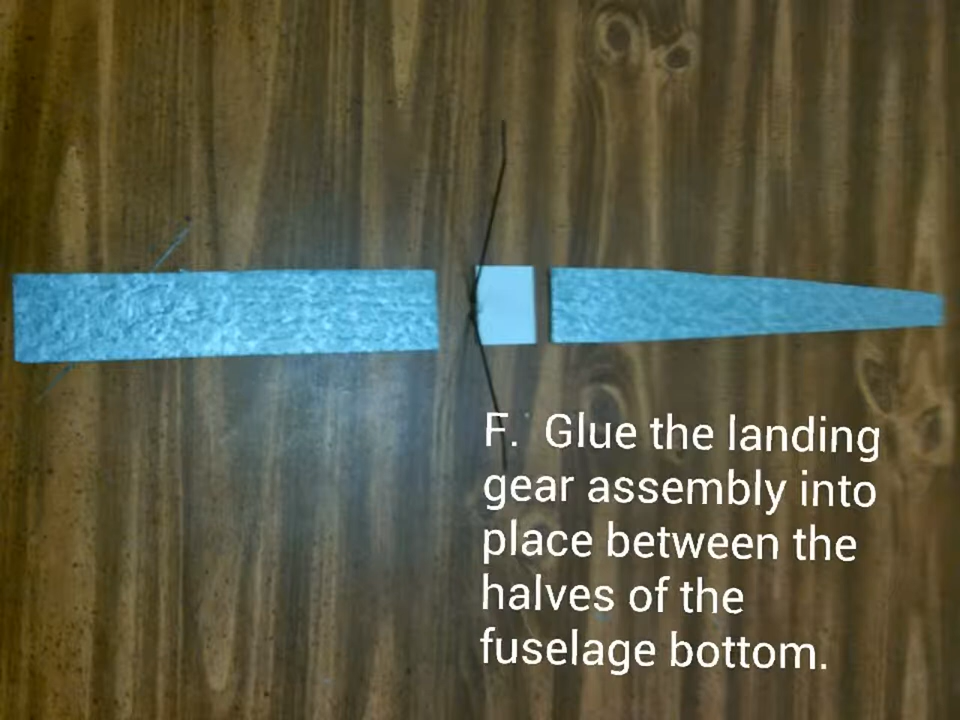 F.  Glue the landing
gear assembly into
place between the
halves of the
fuselage bottom.